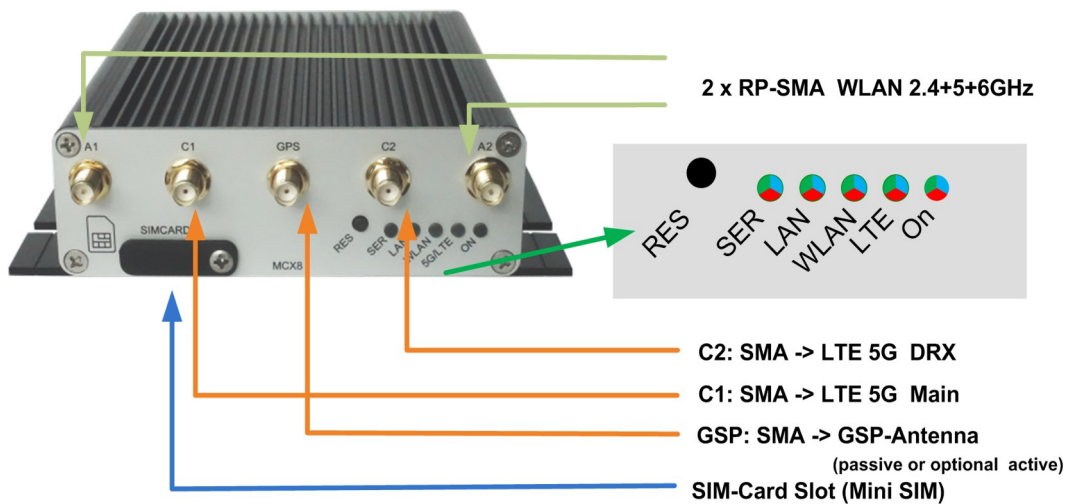 2 x RP-SMA WLAN 2.4+5+6GHz
A1
C1
GPS
C2
A2
SIMCARD
RES
SER
LAN
WLAN
5G/LTE
ON
MCX8
RES
SER
LAN
WLAN
LTE
On
C2: SMA -> LTE 5G DRX
C1: SMA -> LTE 5G Main
GSP: SMA -> GSP-Antenna
(passive or optional active)
SIM-Card Slot (Mini SIM)